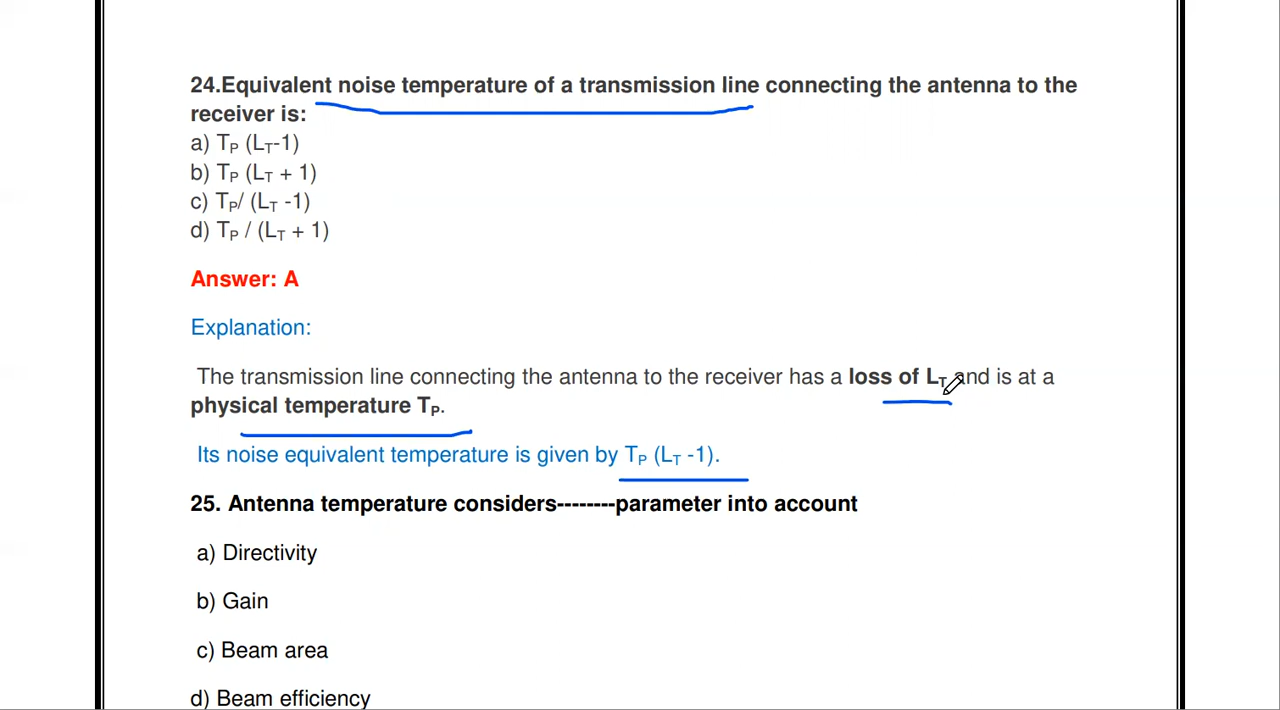 24.Equivalent noise temperature of a transmission line connecting the antenna to the
receiver is:
a) TP (LT-1)
b) TP (LT + 1)
c) TP/ (LT -1)
d) TP / (LT + 1)
Answer: A
Explanation:
The transmission line connecting the antenna to the receiver has a loss of LT and is at a
physical temperature TP.
Its noise equivalent temperature is given by TP (LT -1).
25. Antenna temperature considers--------parameter into account
a) Directivity
b) Gain
c) Beam area
d) Beam efficiency